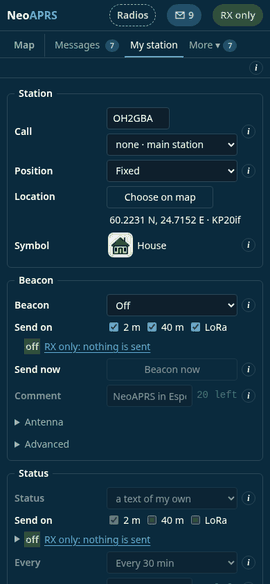 NeoAPRS Radios 9 RX only
Map Messages 7 My station More ▾ 7
i
Station
Call OH2GBA
none · main station i
Position Fixed i
Location Choose on map
60.2231 N, 24.7152 E · KP20if
Symbol House i
Beacon
Beacon Off i
Send on 2 m 40 m LoRa
off RX only: nothing is sent
Send now Beacon now i
Comment NeoAPRS in Esp 20 left i
▸ Antenna
▸ Advanced
Status
Status a text of my own i
Send on 2 m 40 m LoRa
▸ off RX only: nothing is sent
Every Every 30 min i